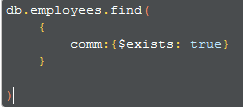 db.employees.find(
{
comm:{$exists: true}
}
)